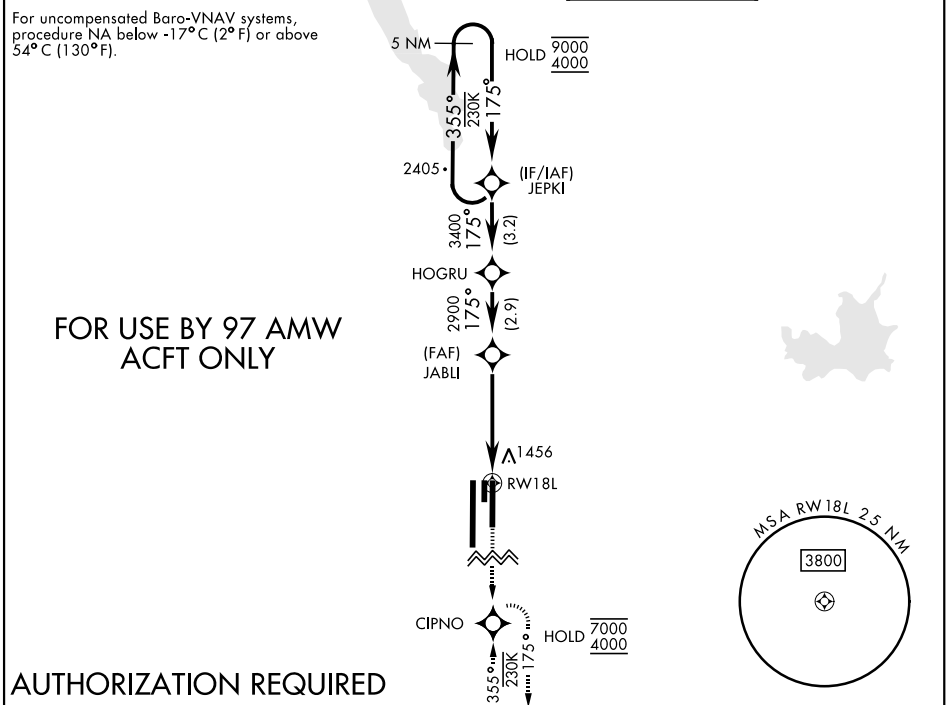 For uncompensated Baro-VNAV systems,
procedure NA below -17°C (2°F) or above
54°C (130°F).
5 NM
HOLD 9000
4000
355°
230K
175°
2405
(IF/IAF)
JEPKI
3400
175°
(3.2)
HOGRU
2900
175°
(2.9)
FOR USE BY 97 AMW
ACFT ONLY
(FAF)
JABLI
1456
RW18L
MSA RW18L 25 NM
3800
CIPNO
HOLD 7000
4000
355°
230K
175°
AUTHORIZATION REQUIRED